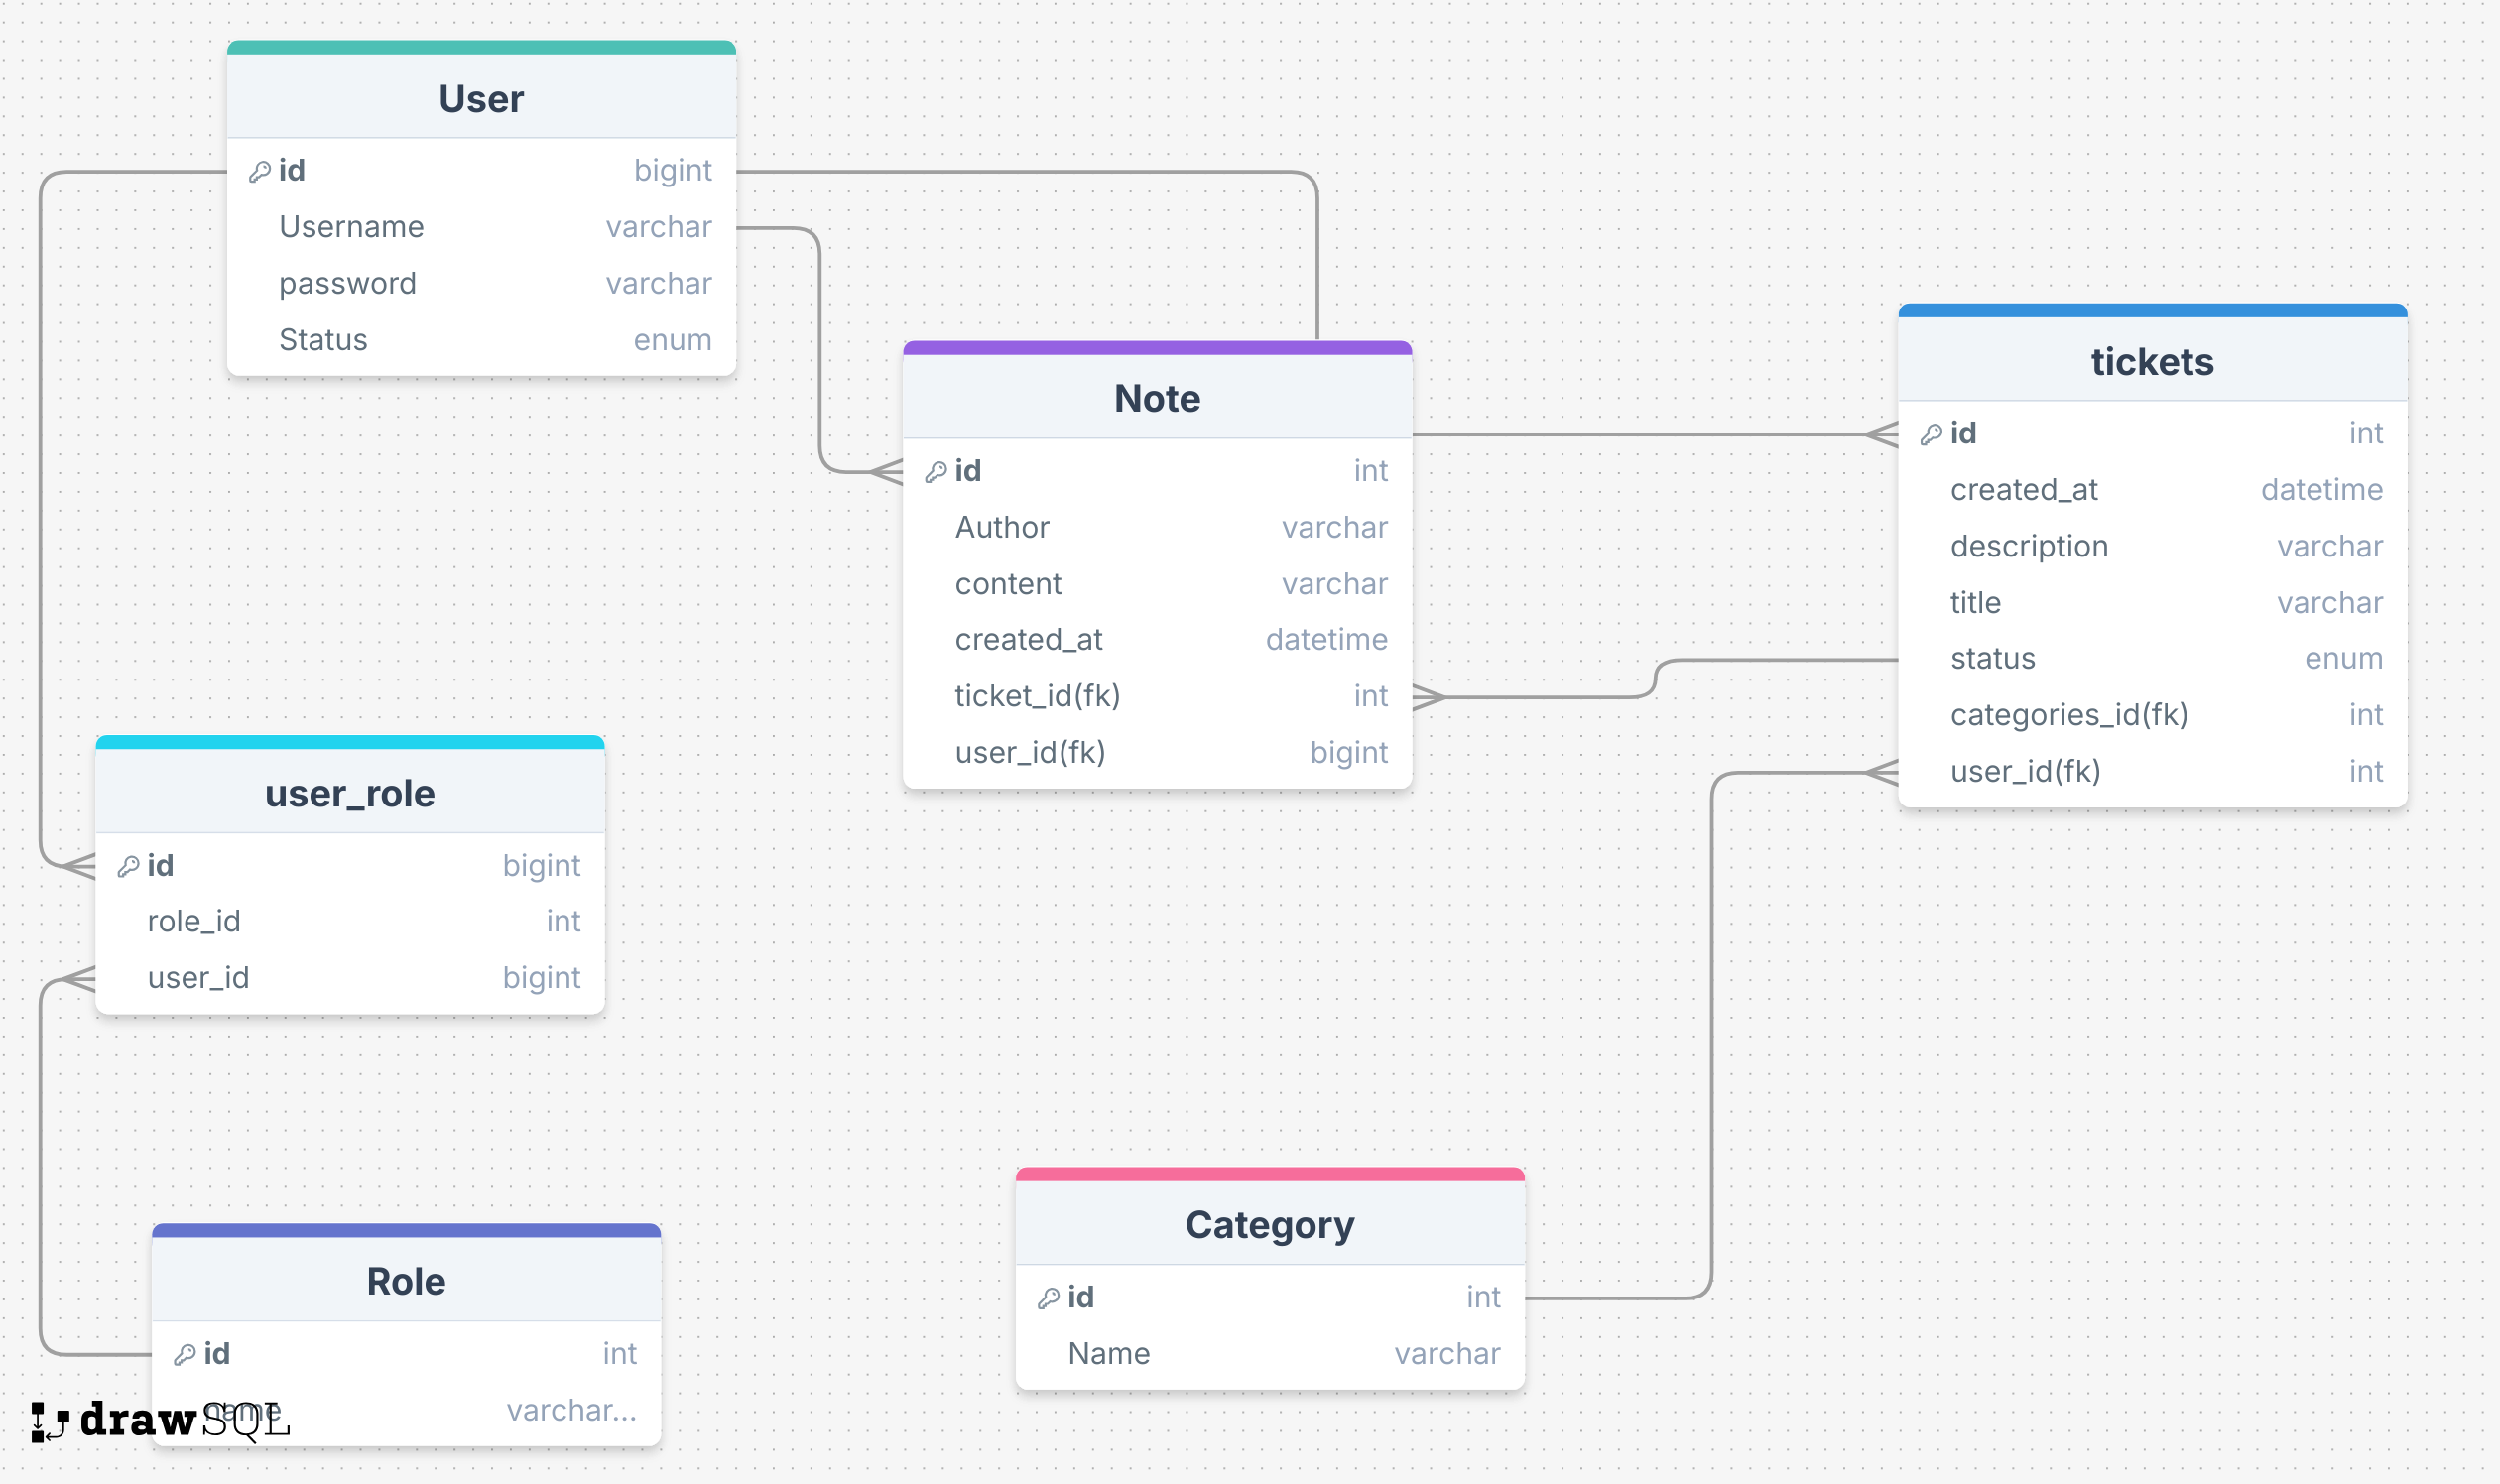 User
id bigint
Username varchar
password varchar
Status enum
Note
id int
Author varchar
content varchar
created_at datetime
ticket_id(fk) int
user_id(fk) bigint
tickets
id int
created_at datetime
description varchar
title varchar
status enum
categories_id(fk) int
user_id(fk) int
user_role
id bigint
role_id int
user_id bigint
Role
id int
name varchar...
Category
id int
Name varchar
drawSQL